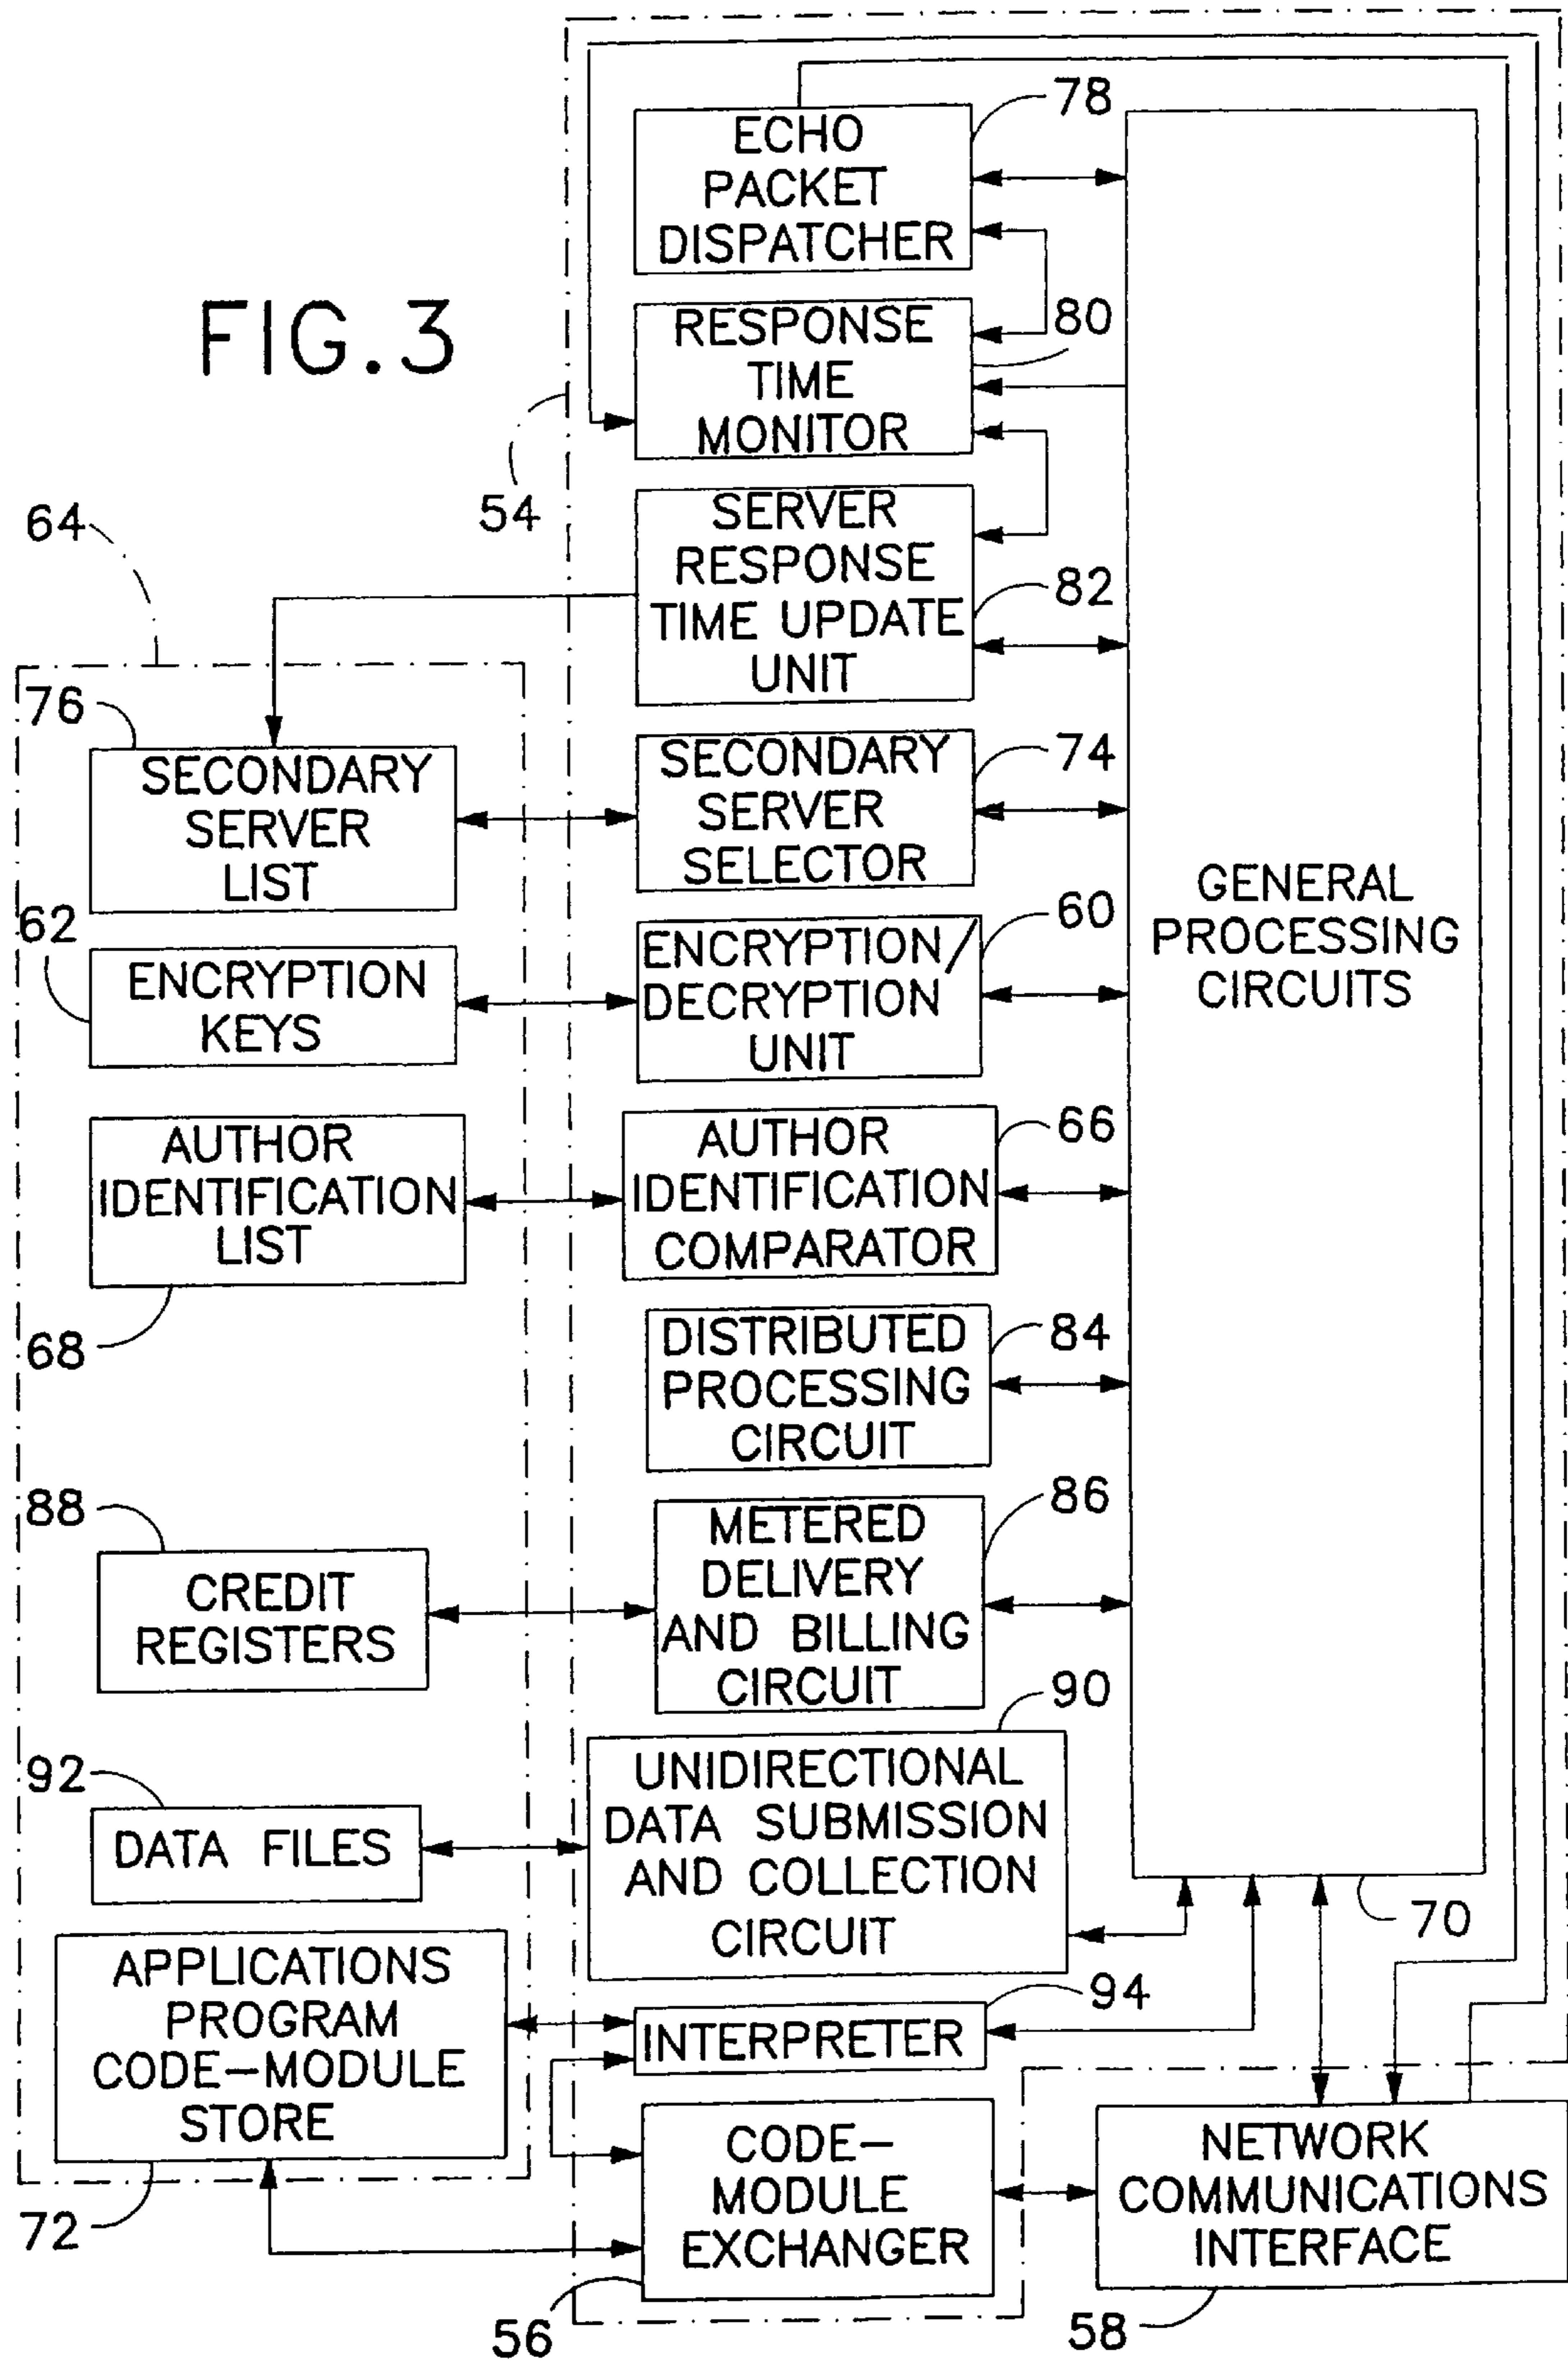 FIG.3
54
64
78
ECHO
PACKET
DISPATCHER
80
RESPONSE
TIME
MONITOR
82
SERVER
RESPONSE
TIME UPDATE
UNIT
76
SECONDARY
SERVER
LIST
74
SECONDARY
SERVER
SELECTOR
62
ENCRYPTION
KEYS
60
ENCRYPTION/
DECRYPTION
UNIT
GENERAL
PROCESSING
CIRCUITS
AUTHOR
IDENTIFICATION
LIST
68
66
AUTHOR
IDENTIFICATION
COMPARATOR
84
DISTRIBUTED
PROCESSING
CIRCUIT
88
CREDIT
REGISTERS
86
METERED
DELIVERY
AND BILLING
CIRCUIT
92
DATA FILES
90
UNIDIRECTIONAL
DATA SUBMISSION
AND COLLECTION
CIRCUIT
70
APPLICATIONS
PROGRAM
CODE-MODULE
STORE
72
94
INTERPRETER
CODE-
MODULE
EXCHANGER
56
NETWORK
COMMUNICATIONS
INTERFACE
58